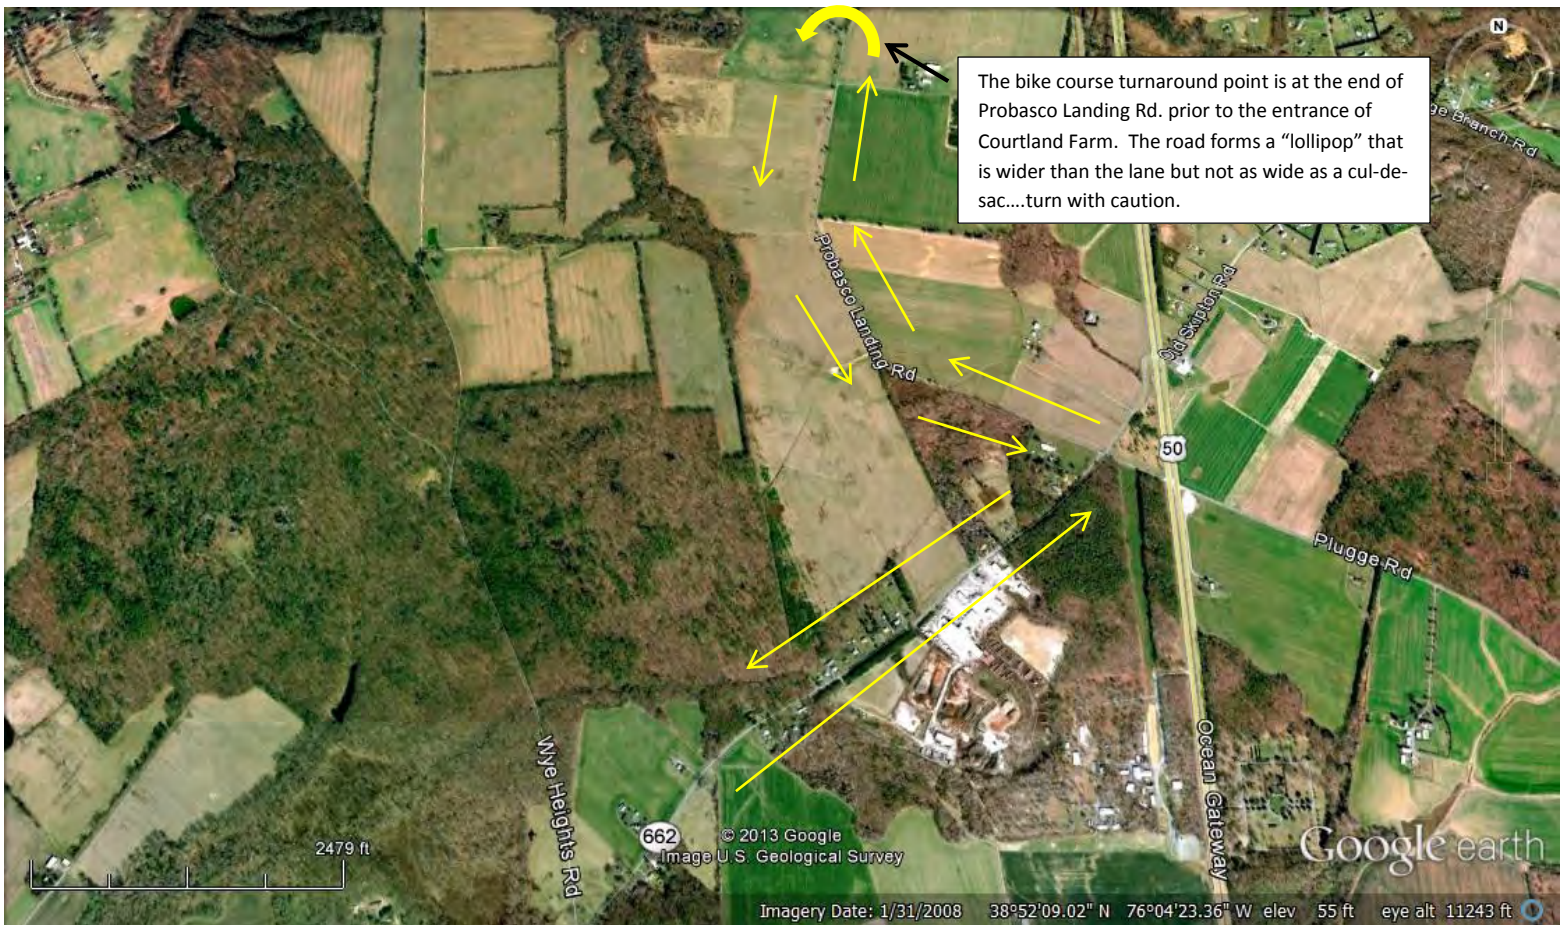 N
The bike course turnaround point is at the end of
Probasco Landing Rd. prior to the entrance of
Courtland Farm.  The road forms a “lollipop” that
is wider than the lane but not as wide as a cul-de-
sac….turn with caution.
ge Branch Rd
Probasco Landing Rd
Old Skipton Rd
50
Plugge Rd
Wye Heights Rd
Ocean Gateway
662
© 2013 Google
Image U.S. Geological Survey
2479 ft
Google earth
Imagery Date: 1/31/2008 38°52'09.02" N 76°04'23.36" W elev 55 ft eye alt 11243 ft